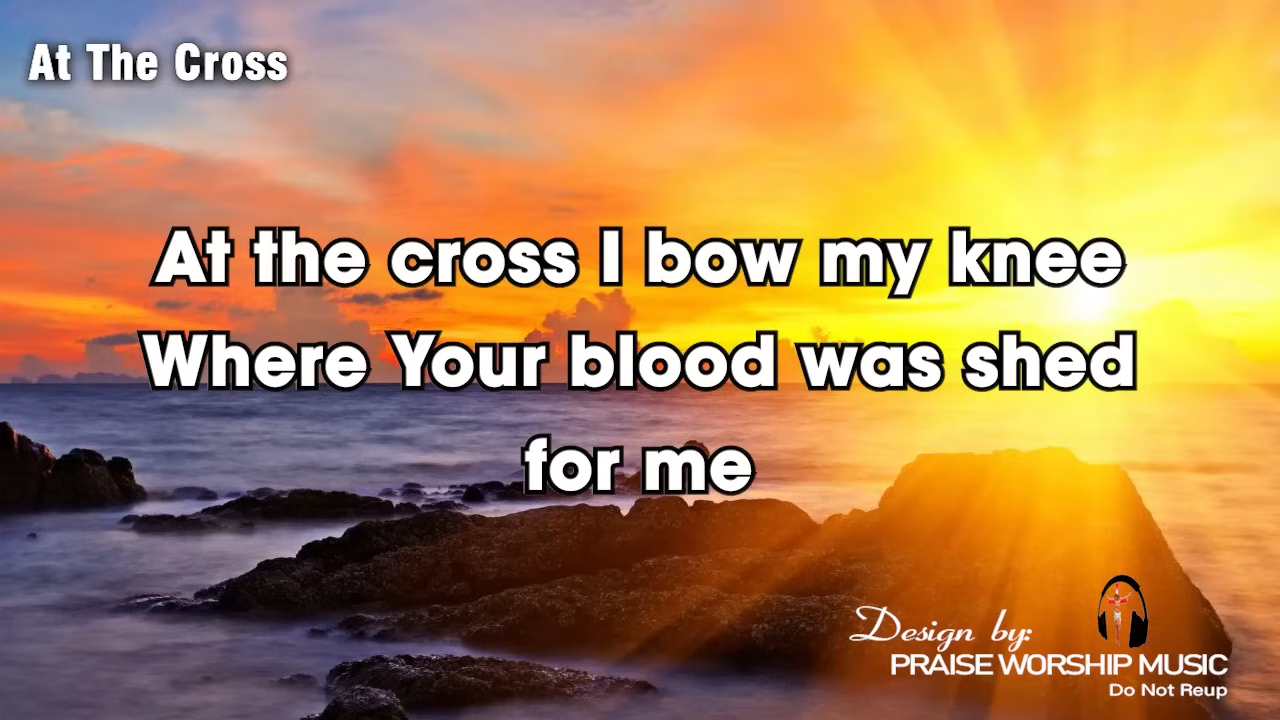 At The Cross
At the cross I bow my knee
Where Your blood was shed
for me
Design by:
PRAISE WORSHIP MUSIC
Do Not Reup